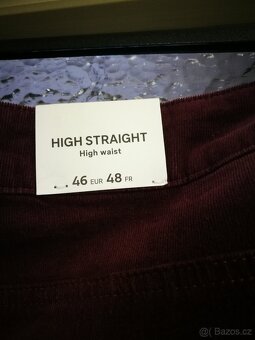 HIGH STRAIGHT
High waist
46 EUR 48 FR
Bazos.cz